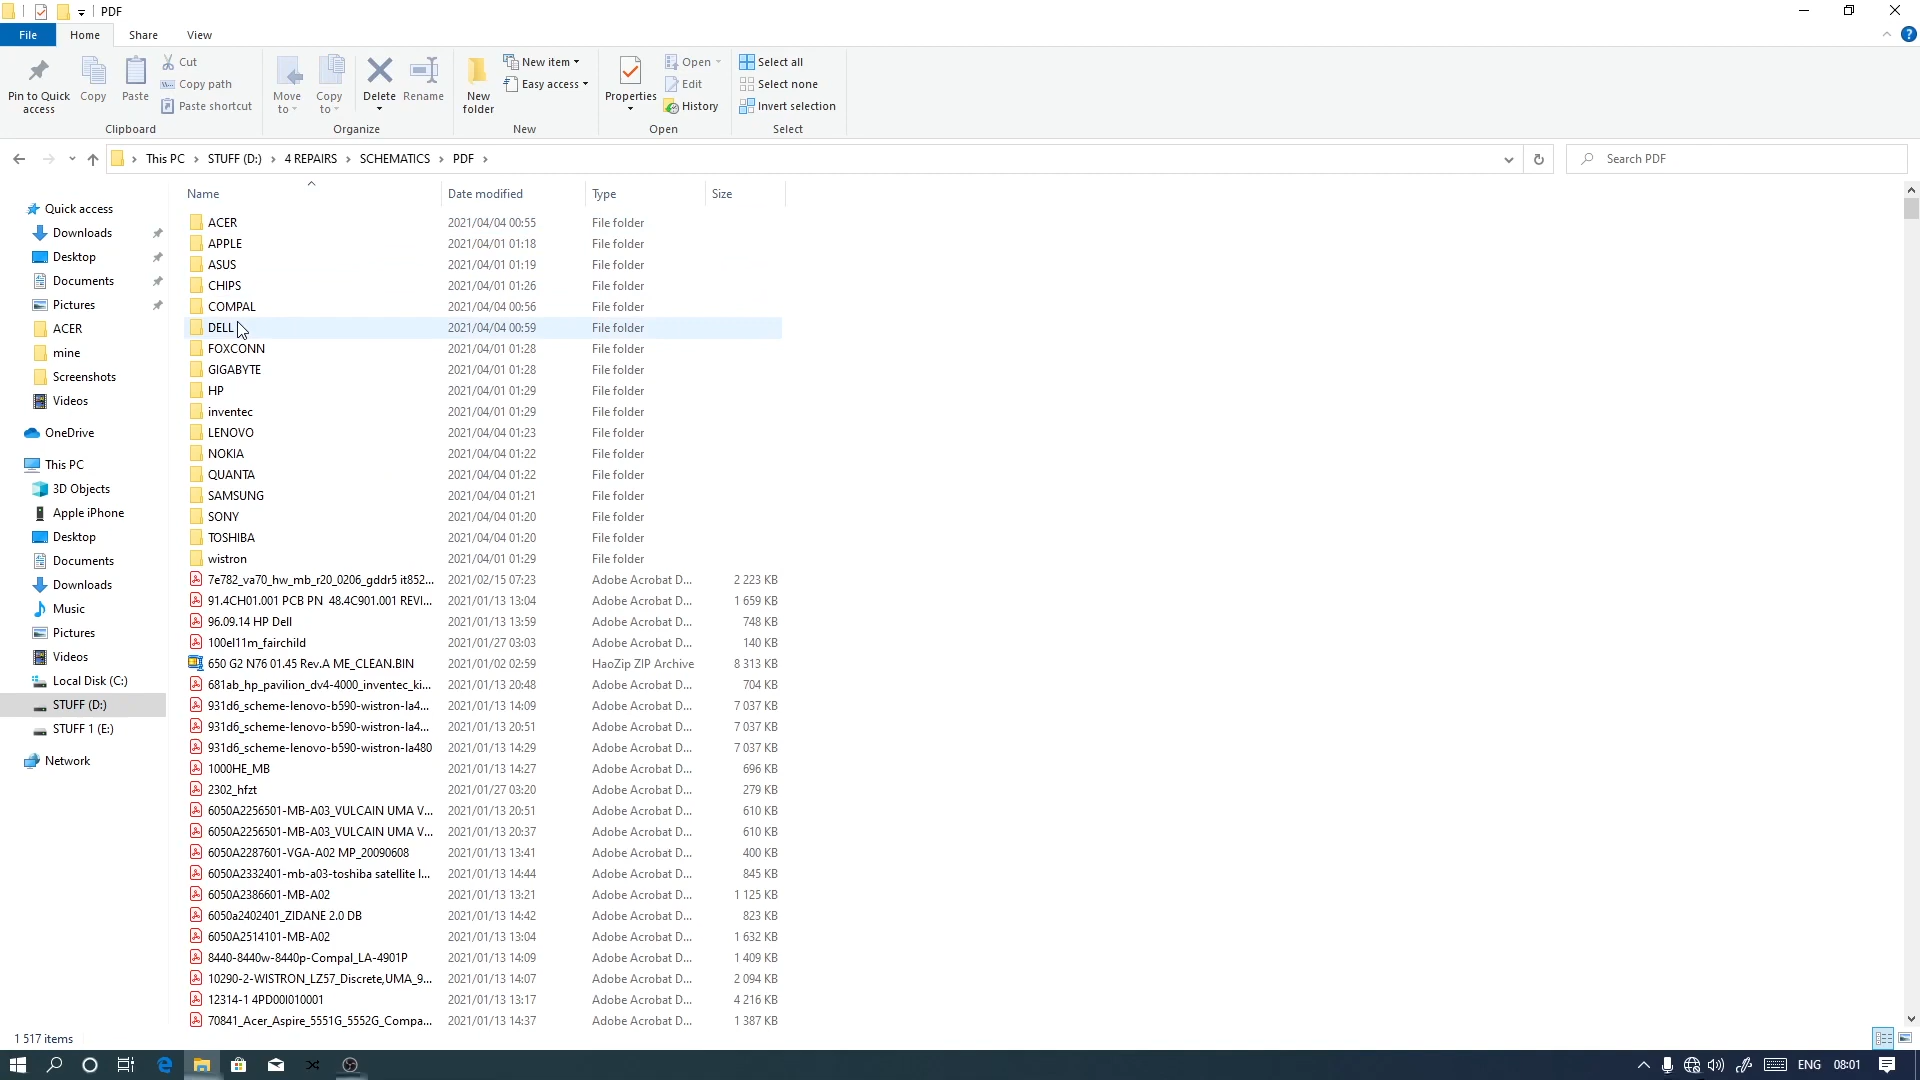 PDF
File Home Share View
Pin to Quick access
Copy
Paste
Cut
Copy path
Paste shortcut
Clipboard
Move to
Copy to
Delete
Rename
Organize
New folder
New item
Easy access
New
Properties
Open
Edit
History
Open
Select all
Select none
Invert selection
Select
This PC STUFF (D:) 4 REPAIRS SCHEMATICS PDF
Search PDF
Quick access
Downloads
Desktop
Documents
Pictures
ACER
mine
Screenshots
Videos
OneDrive
This PC
3D Objects
Apple iPhone
Desktop
Documents
Downloads
Music
Pictures
Videos
Local Disk (C:)
STUFF (D:)
STUFF 1 (E:)
Network
Name Date modified Type Size
ACER 2021/04/04 00:55 File folder
APPLE 2021/04/01 01:18 File folder
ASUS 2021/04/01 01:19 File folder
CHIPS 2021/04/01 01:26 File folder
COMPAL 2021/04/04 00:56 File folder
DELL 2021/04/04 00:59 File folder
FOXCONN 2021/04/01 01:28 File folder
GIGABYTE 2021/04/01 01:28 File folder
HP 2021/04/01 01:29 File folder
inventec 2021/04/01 01:29 File folder
LENOVO 2021/04/04 01:23 File folder
NOKIA 2021/04/04 01:22 File folder
QUANTA 2021/04/04 01:22 File folder
SAMSUNG 2021/04/04 01:21 File folder
SONY 2021/04/04 01:20 File folder
TOSHIBA 2021/04/04 01:20 File folder
wistron 2021/04/01 01:29 File folder
7e782_va70_hw_mb_r20_0206_gddr5 it852... 2021/02/15 07:23 Adobe Acrobat D... 2 223 KB
91.4CH01.001 PCB PN 48.4C901.001 REVI... 2021/01/13 13:04 Adobe Acrobat D... 1 659 KB
96.09.14 HP Dell 2021/01/13 13:59 Adobe Acrobat D... 748 KB
100el11m_fairchild 2021/01/27 03:03 Adobe Acrobat D... 140 KB
650 G2 N76 01.45 Rev.A ME_CLEAN.BIN 2021/01/02 02:59 HaoZip ZIP Archive 8 313 KB
681ab_hp_pavilion_dv4-4000_inventec_ki... 2021/01/13 20:48 Adobe Acrobat D... 704 KB
931d6_scheme-lenovo-b590-wistron-la4... 2021/01/13 14:09 Adobe Acrobat D... 7 037 KB
931d6_scheme-lenovo-b590-wistron-la4... 2021/01/13 20:51 Adobe Acrobat D... 7 037 KB
931d6_scheme-lenovo-b590-wistron-la480 2021/01/13 14:29 Adobe Acrobat D... 7 037 KB
1000HE_MB 2021/01/13 14:27 Adobe Acrobat D... 696 KB
2302_hfzt 2021/01/27 03:20 Adobe Acrobat D... 279 KB
6050A2256501-MB-A03_VULCAIN UMA V... 2021/01/13 20:51 Adobe Acrobat D... 610 KB
6050A2256501-MB-A03_VULCAIN UMA V... 2021/01/13 20:37 Adobe Acrobat D... 610 KB
6050A2287601-VGA-A02 MP_20090608 2021/01/13 13:41 Adobe Acrobat D... 400 KB
6050A2332401-mb-a03-toshiba satellite l... 2021/01/13 14:44 Adobe Acrobat D... 845 KB
6050A2386601-MB-A02 2021/01/13 13:21 Adobe Acrobat D... 1 125 KB
6050a2402401_ZIDANE 2.0 DB 2021/01/13 14:42 Adobe Acrobat D... 823 KB
6050A2514101-MB-A02 2021/01/13 13:04 Adobe Acrobat D... 1 632 KB
8440-8440w-8440p-Compal_LA-4901P 2021/01/13 14:09 Adobe Acrobat D... 1 409 KB
10290-2-WISTRON_LZ57_Discrete,UMA_9... 2021/01/13 14:07 Adobe Acrobat D... 2 094 KB
12314-1 4PD00I010001 2021/01/13 13:17 Adobe Acrobat D... 4 216 KB
70841_Acer_Aspire_5551G_5552G_Compa... 2021/01/13 14:37 Adobe Acrobat D... 1 387 KB
1 517 items
ENG 08:01